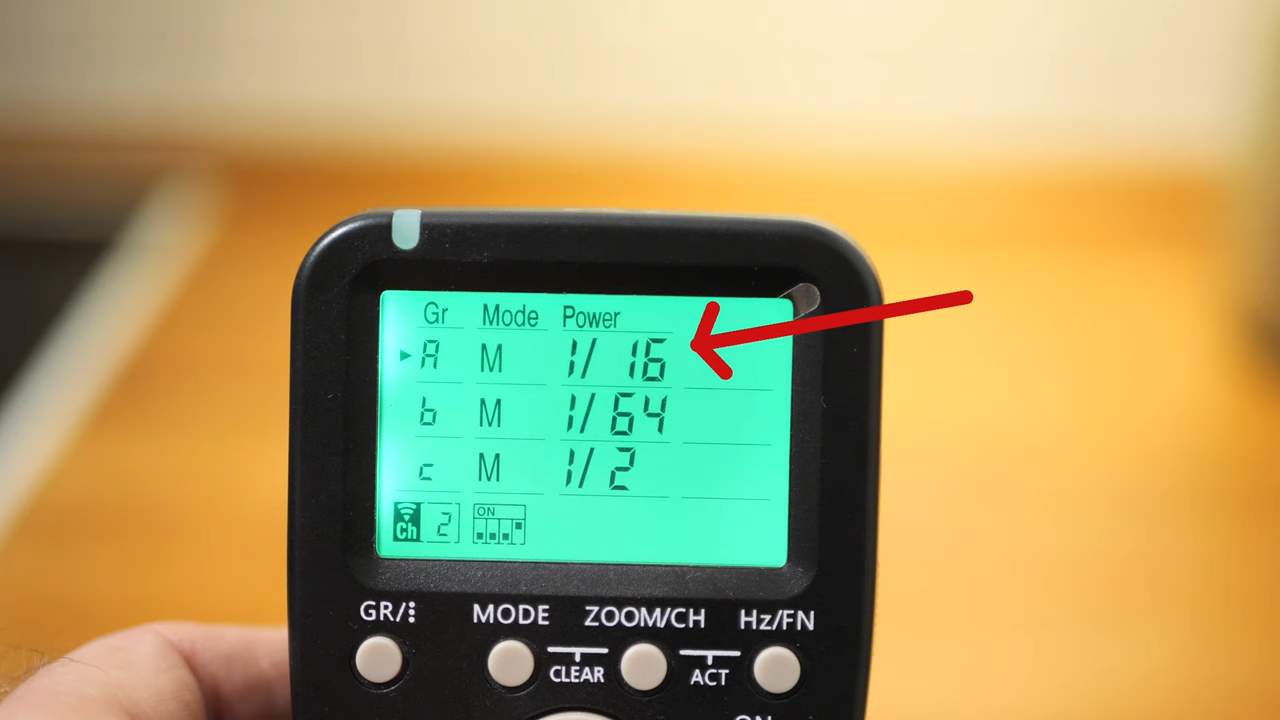 Gr Mode Power
A M 1/ 16
b M 1/ 64
c M 1/ 2
Ch 2 ON
GR/⁝ MODE ZOOM/CH Hz/FN
CLEAR ACT
ON